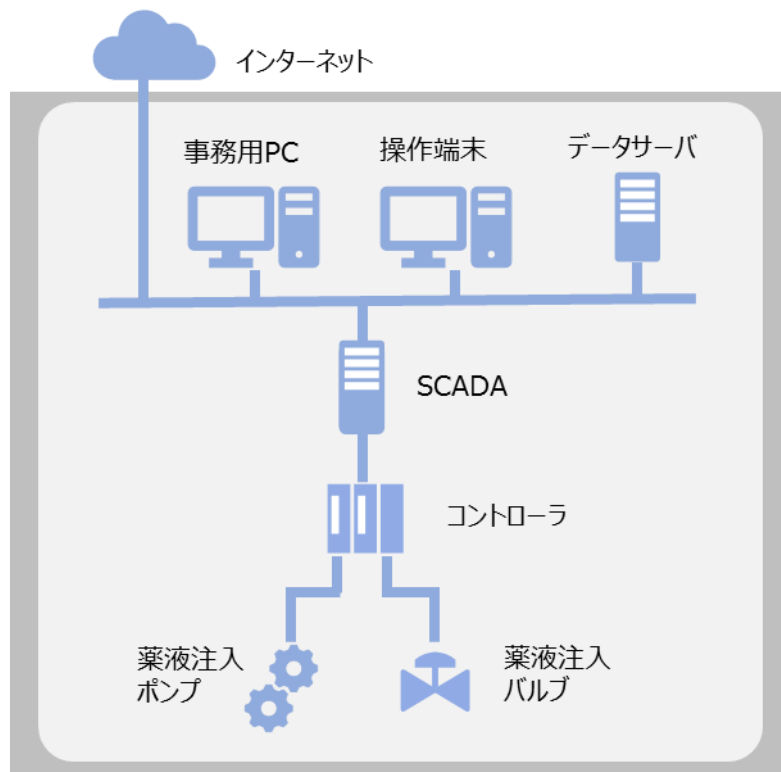 インターネット
事務用PC
操作端末
データサーバ
SCADA
コントローラ
薬液注入
ポンプ
薬液注入
バルブ